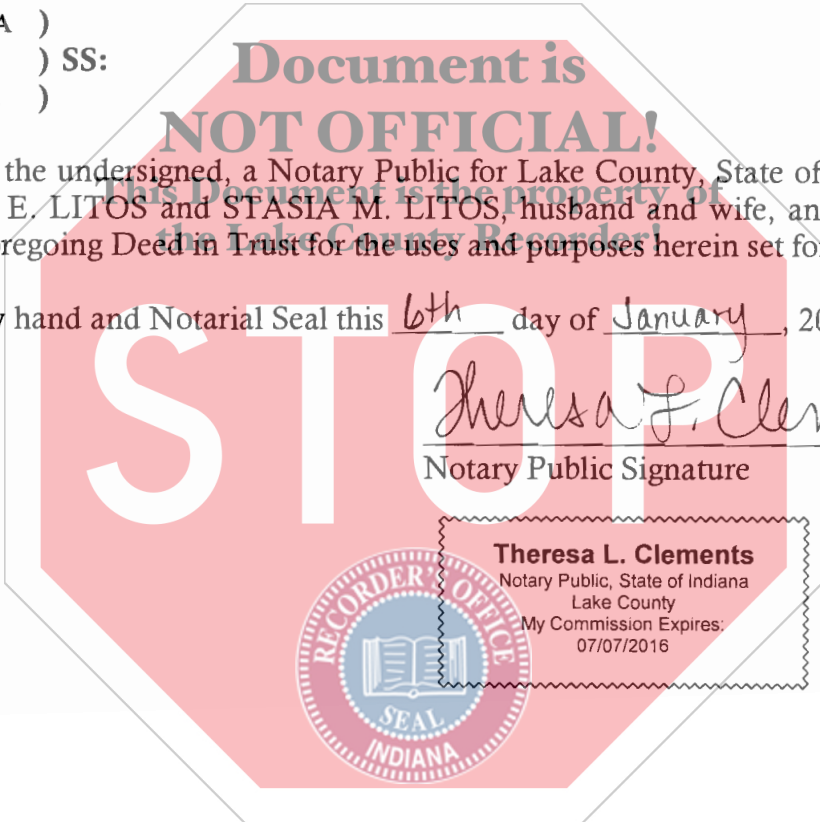 A )
) SS:
)
Document is
NOT OFFICIAL!
the undersigned, a Notary Public for Lake County, State of
This Document is the property of
E. LITOS and STASIA M. LITOS, husband and wife, an
the Lake County Recorder!
regoing Deed in Trust for the uses and purposes herein set for
hand and Notarial Seal this 6th day of January, 20
STOP
Theresa L. Clem
Notary Public Signature
Theresa L. Clements
Notary Public, State of Indiana
Lake County
My Commission Expires:
07/07/2016
RECORDER'S OFFICE
SEAL
INDIANA